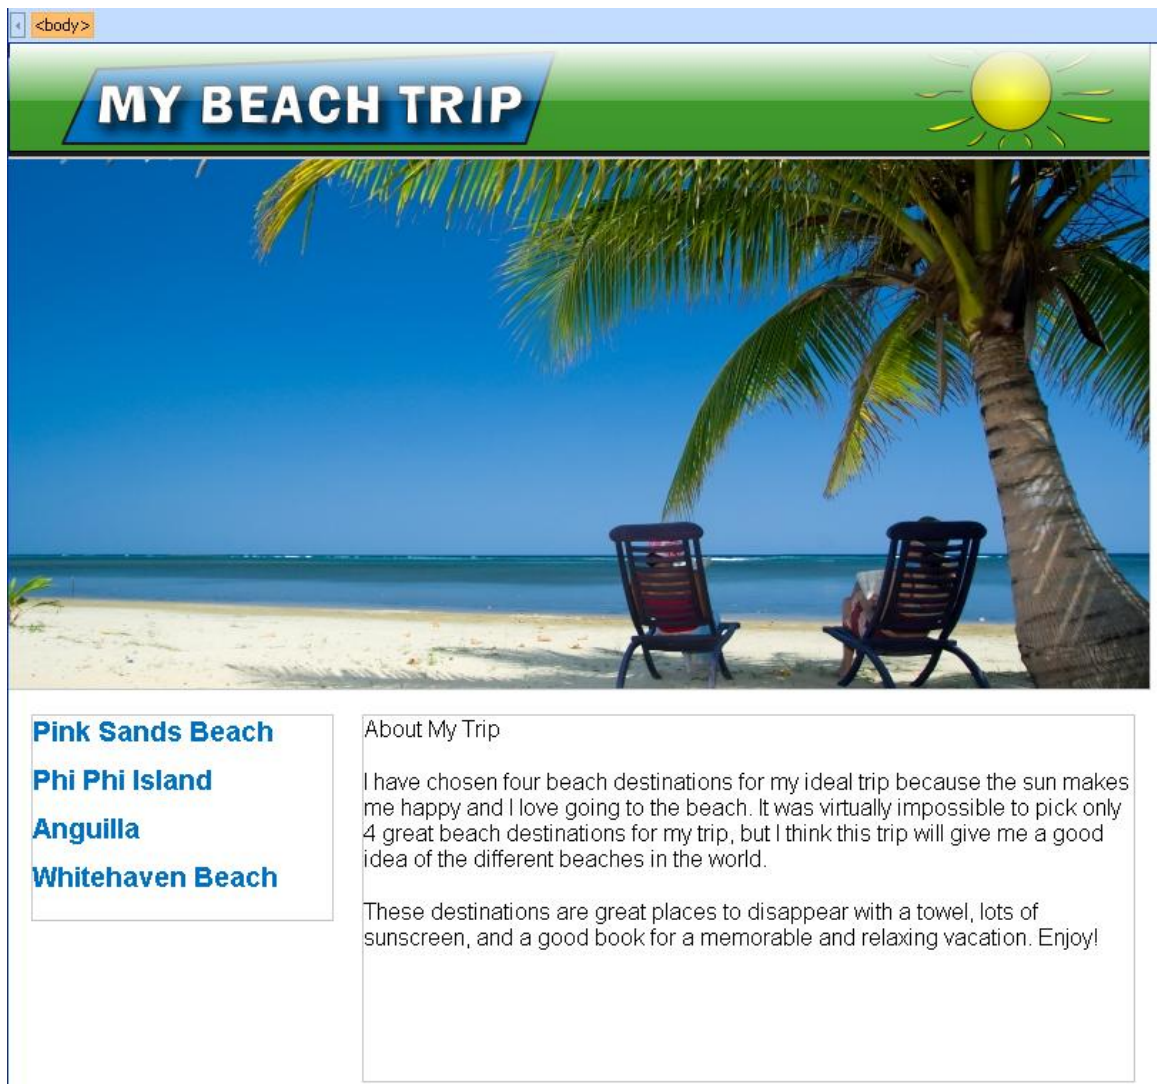 <body>
MY BEACH TRIP
Pink Sands Beach
Phi Phi Island
Anguilla
Whitehaven Beach
About My Trip
I have chosen four beach destinations for my ideal trip because the sun makes
me happy and I love going to the beach. It was virtually impossible to pick only
4 great beach destinations for my trip, but I think this trip will give me a good
idea of the different beaches in the world.
These destinations are great places to disappear with a towel, lots of
sunscreen, and a good book for a memorable and relaxing vacation. Enjoy!